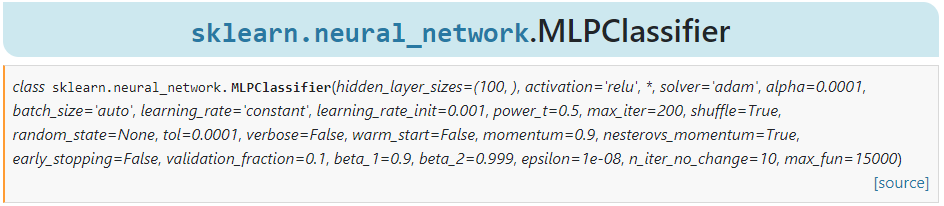 sklearn.neural_network.MLPClassifier
class sklearn.neural_network.MLPClassifier(hidden_layer_sizes=(100, ), activation='relu', *, solver='adam', alpha=0.0001,
batch_size='auto', learning_rate='constant', learning_rate_init=0.001, power_t=0.5, max_iter=200, shuffle=True,
random_state=None, tol=0.0001, verbose=False, warm_start=False, momentum=0.9, nesterovs_momentum=True,
early_stopping=False, validation_fraction=0.1, beta_1=0.9, beta_2=0.999, epsilon=1e-08, n_iter_no_change=10, max_fun=15000)
[source]